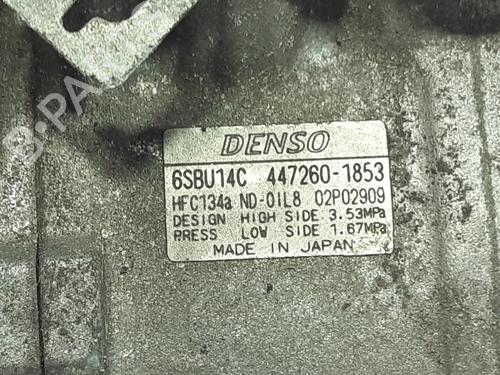 DENSO
6SBU14C 447260-1853
HFC134a ND-OIL8 02P02909
DESIGN HIGH SIDE 3.53MPa
PRESS LOW SIDE 1.67MPa
MADE IN JAPAN